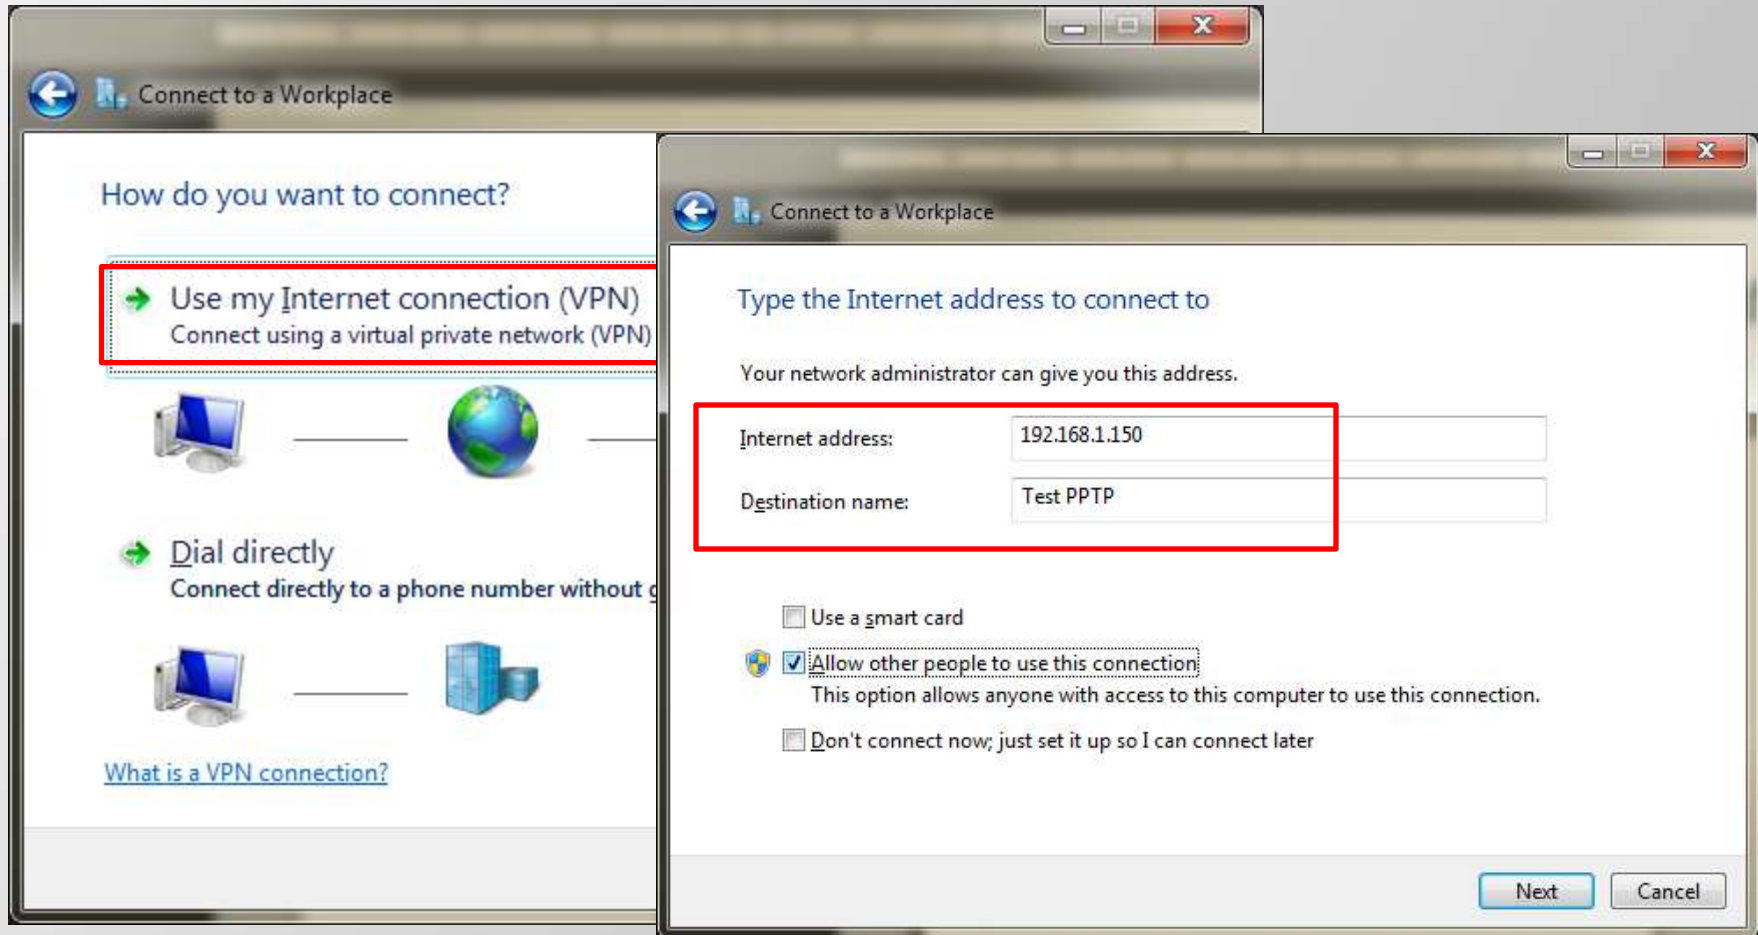 Connect to a Workplace
How do you want to connect?
Use my Internet connection (VPN)
Connect using a virtual private network (VPN)
Dial directly
Connect directly to a phone number without
What is a VPN connection?
Connect to a Workplace
Type the Internet address to connect to
Your network administrator can give you this address.
Internet address:
192.168.1.150
Destination name:
Test PPTP
Use a smart card
Allow other people to use this connection
This option allows anyone with access to this computer to use this connection.
Don't connect now; just set it up so I can connect later
Next
Cancel